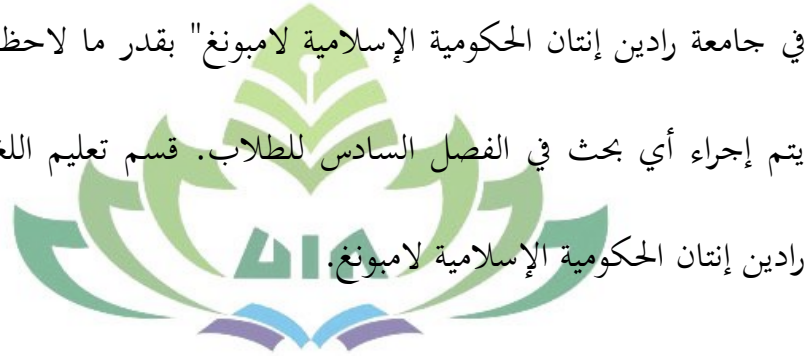 في جامعة رادين إنتان الحكومية الإسلامية لامبونغ" بقدر ما لاحظ
يتم إجراء أي بحث في الفصل السادس للطلاب. قسم تعليم اللغ
رادين إنتان الحكومية الإسلامية لامبونغ.